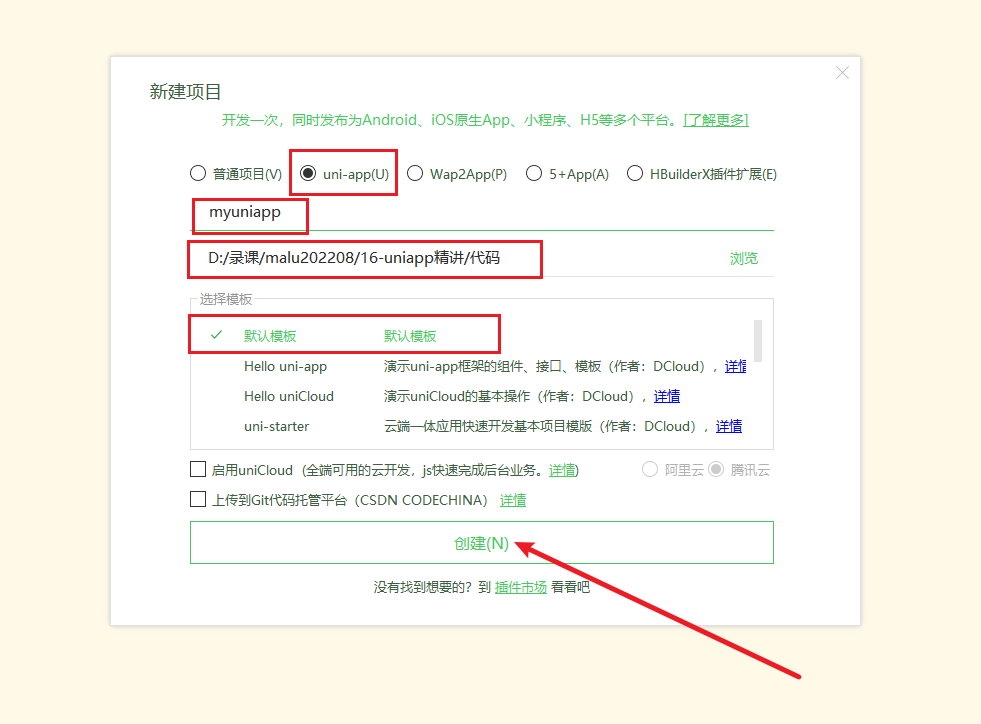 新建项目
开发一次，同时发布为Android、iOS原生App、小程序、H5等多个平台。[了解更多]
普通项目(V) uni-app(U) Wap2App(P) 5+App(A) HBuilderX插件扩展(E)
myuniapp
D:/录课/malu202208/16-uniapp精讲/代码 浏览
选择模板
默认模板 默认模板
Hello uni-app 演示uni-app框架的组件、接口、模板（作者：DCloud），详情
Hello uniCloud 演示uniCloud的基本操作（作者：DCloud），详情
uni-starter 云端一体应用快速开发基本项目模版（作者：DCloud），详情
启用uniCloud（全端可用的云开发，js快速完成后台业务。详情) 阿里云 腾讯云
上传到Git代码托管平台（CSDN CODECHINA） 详情
创建(N)
没有找到想要的？到 插件市场 看看吧